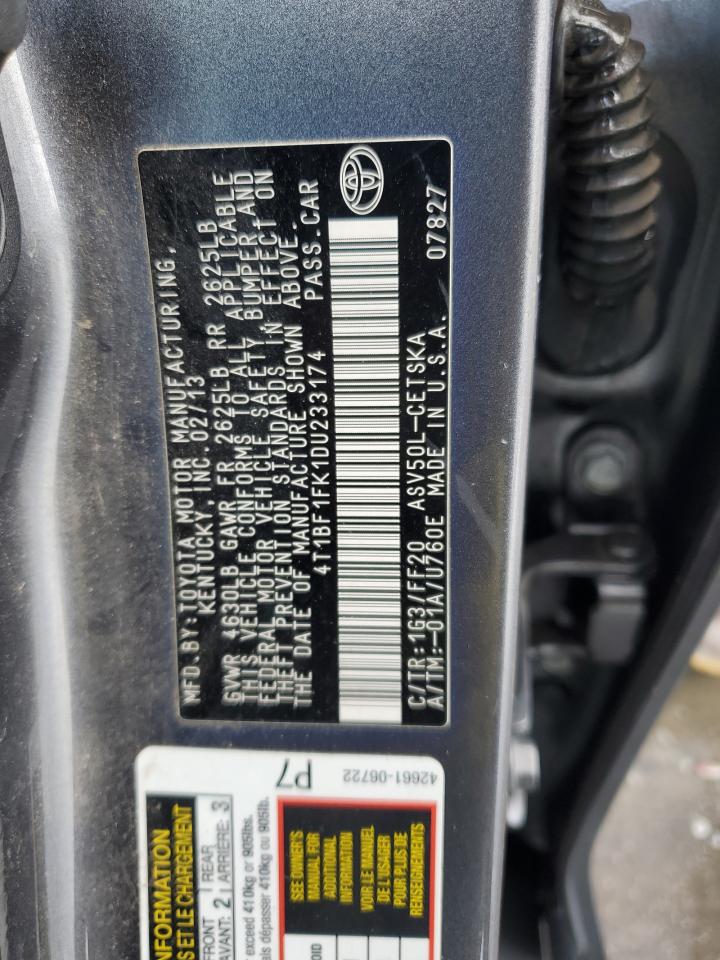 MFD.BY:TOYOTA MOTOR MANUFACTURING,
KENTUCKY, INC. 02/13
GVWR 4630LB GAWR FR 2625LB RR 2625LB
THIS VEHICLE CONFORMS TO ALL APPLICABLE
FEDERAL MOTOR VEHICLE SAFETY, BUMPER,AND
THEFT PREVENTION STANDARDS IN EFFECT ON
THE DATE OF MANUFACTURE SHOWN ABOVE.
4T1BF1FK1DU233174 PASS.CAR
C/TR:1G3/FF20 ASV50L-CETSKA
A/TM:-01A/U760E MADE IN U.S.A. 07827
P7
42661-06722
INFORMATION
S ET LE CHARGEMENT
FRONT REAR
AVANT: 2 ARRIÈRE: 3
exceed 410kg or 905lbs.
dépasser 410kg ou 905lb.
SEE OWNER'S
MANUAL FOR
ADDITIONAL
INFORMATION
VOIR LE MANUEL
DE L'USAGER
POUR PLUS DE
RENSEIGNEMENTS